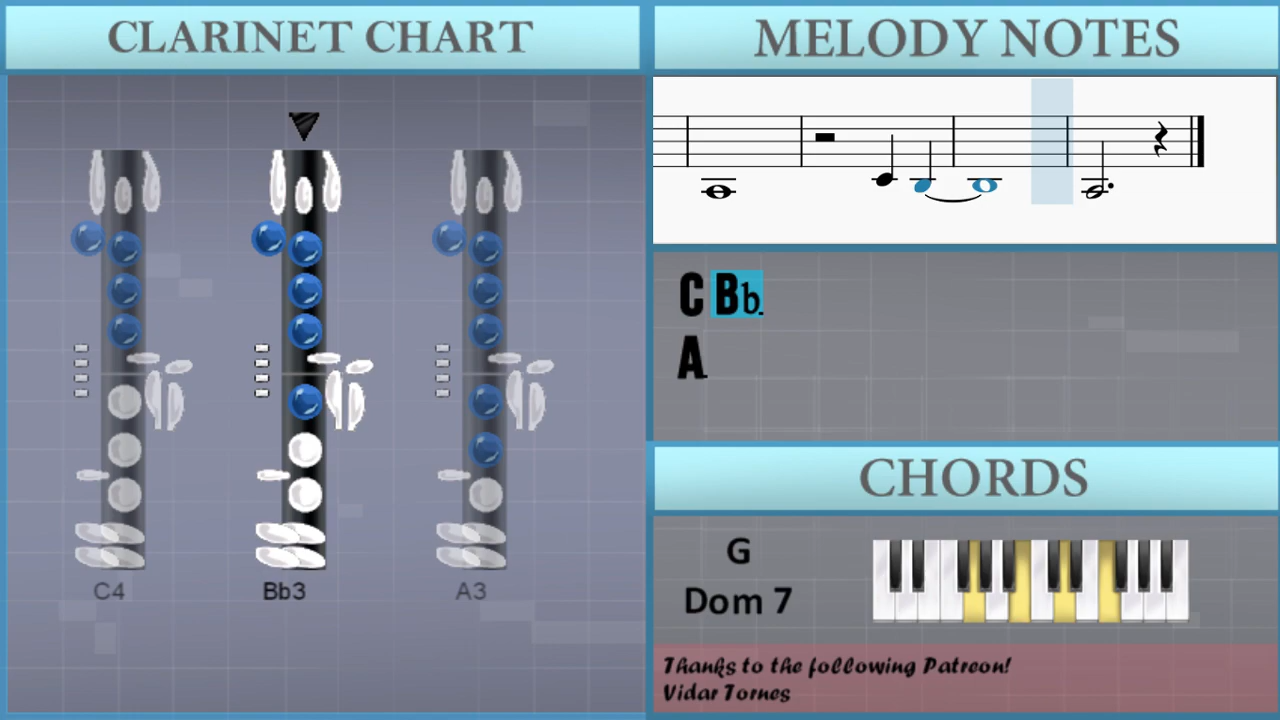 CLARINET CHART
C4 Bb3 A3
MELODY NOTES
C Bb
A
CHORDS
G
Dom 7
Thanks to the following Patreon!
Vidar Tornes